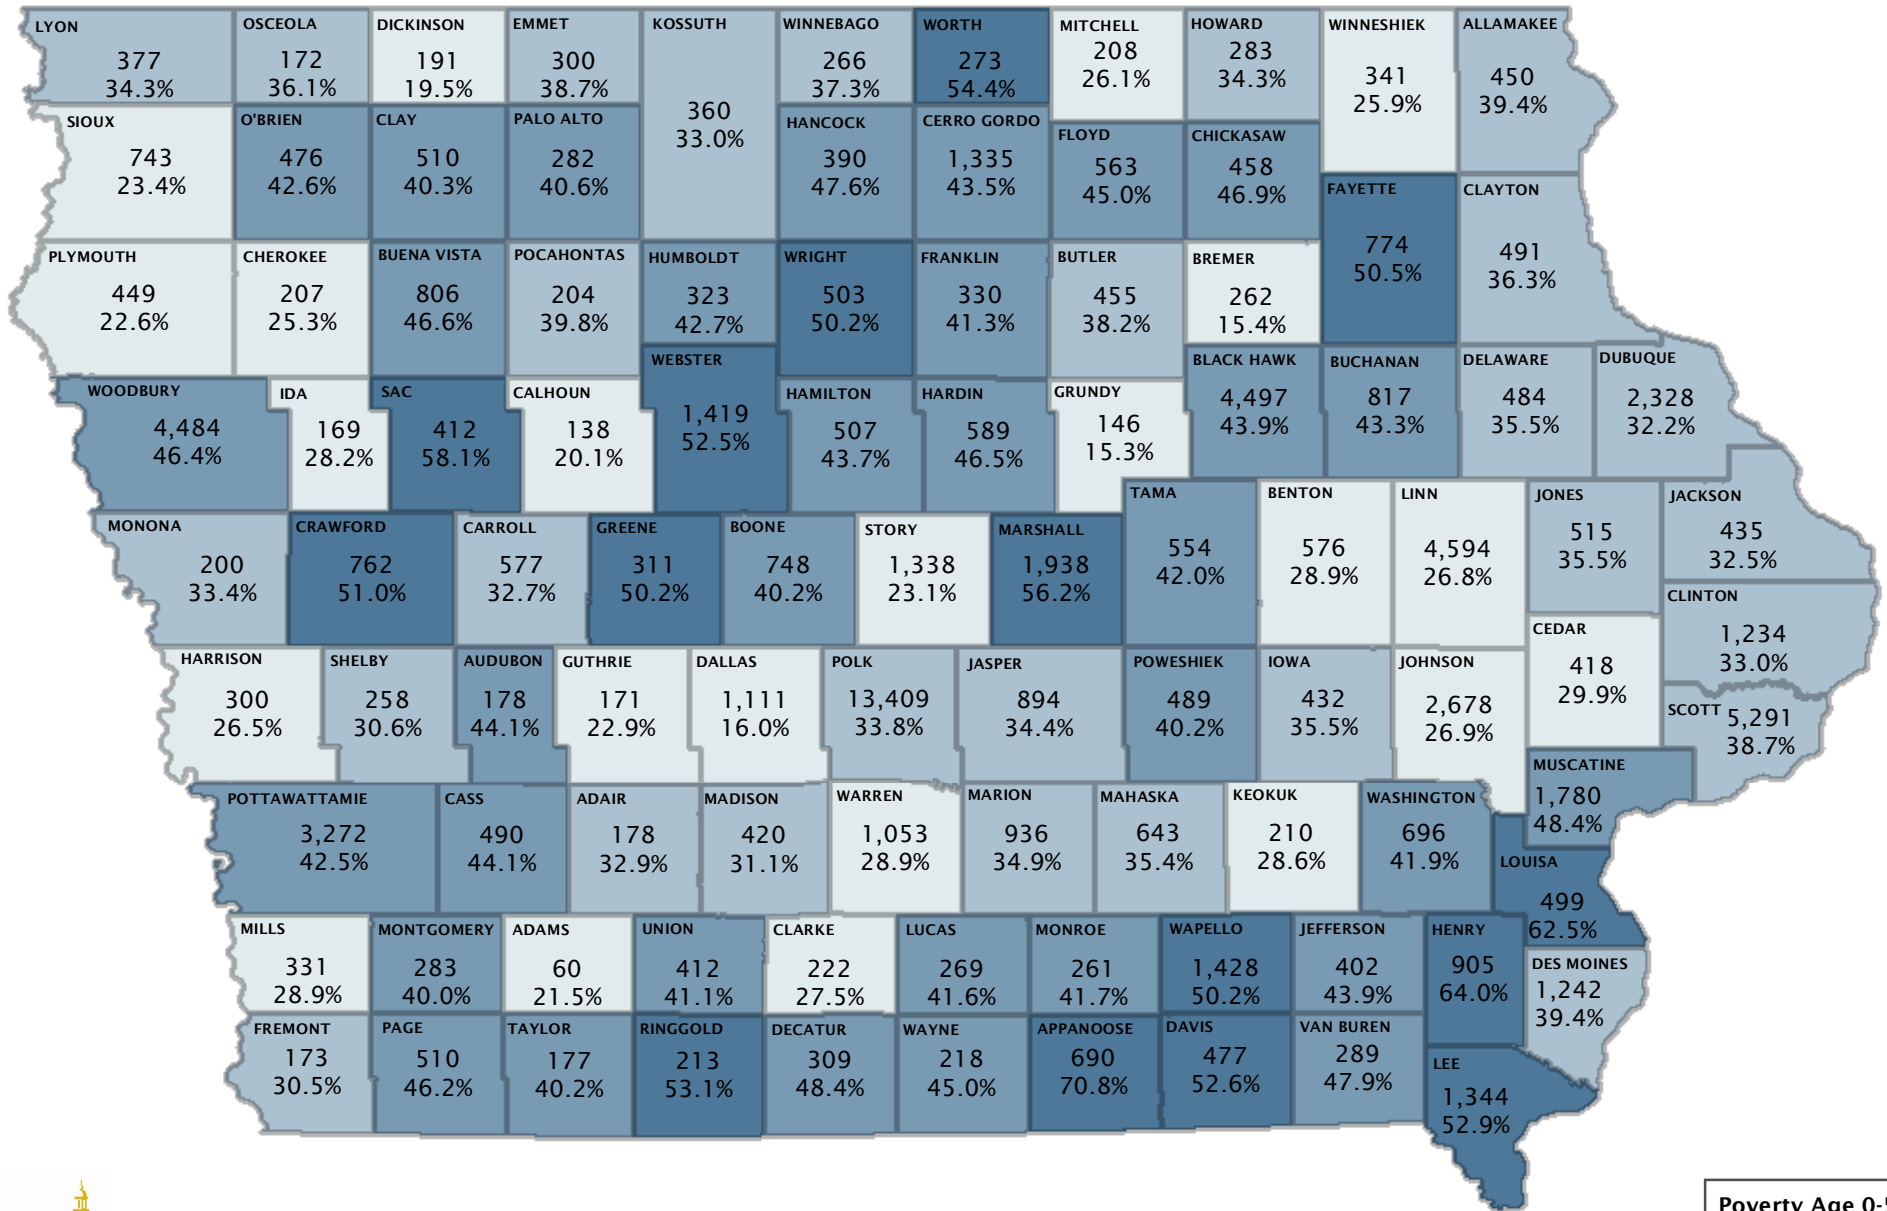 LYON
377
34.3%
OSCEOLA
172
36.1%
DICKINSON
191
19.5%
EMMET
300
38.7%
KOSSUTH
360
33.0%
WINNEBAGO
266
37.3%
WORTH
273
54.4%
MITCHELL
208
26.1%
HOWARD
283
34.3%
WINNESHIEK
341
25.9%
ALLAMAKEE
450
39.4%
SIOUX
743
23.4%
O'BRIEN
476
42.6%
CLAY
510
40.3%
PALO ALTO
282
40.6%
HANCOCK
390
47.6%
CERRO GORDO
1,335
43.5%
FLOYD
563
45.0%
CHICKASAW
458
46.9%
FAYETTE
774
50.5%
CLAYTON
491
36.3%
PLYMOUTH
449
22.6%
CHEROKEE
207
25.3%
BUENA VISTA
806
46.6%
POCAHONTAS
204
39.8%
HUMBOLDT
323
42.7%
WRIGHT
503
50.2%
FRANKLIN
330
41.3%
BUTLER
455
38.2%
BREMER
262
15.4%
WOODBURY
4,484
46.4%
IDA
169
28.2%
SAC
412
58.1%
CALHOUN
138
20.1%
WEBSTER
1,419
52.5%
HAMILTON
507
43.7%
HARDIN
589
46.5%
GRUNDY
146
15.3%
BLACK HAWK
4,497
43.9%
BUCHANAN
817
43.3%
DELAWARE
484
35.5%
DUBUQUE
2,328
32.2%
MONONA
200
33.4%
CRAWFORD
762
51.0%
CARROLL
577
32.7%
GREENE
311
50.2%
BOONE
748
40.2%
STORY
1,338
23.1%
MARSHALL
1,938
56.2%
TAMA
554
42.0%
BENTON
576
28.9%
LINN
4,594
26.8%
JONES
515
35.5%
JACKSON
435
32.5%
CLINTON
1,234
33.0%
HARRISON
300
26.5%
SHELBY
258
30.6%
AUDUBON
178
44.1%
GUTHRIE
171
22.9%
DALLAS
1,111
16.0%
POLK
13,409
33.8%
JASPER
894
34.4%
POWESHIEK
489
40.2%
IOWA
432
35.5%
JOHNSON
2,678
26.9%
CEDAR
418
29.9%
SCOTT
5,291
38.7%
MUSCATINE
1,780
48.4%
POTTAWATTAMIE
3,272
42.5%
CASS
490
44.1%
ADAIR
178
32.9%
MADISON
420
31.1%
WARREN
1,053
28.9%
MARION
936
34.9%
MAHASKA
643
35.4%
KEOKUK
210
28.6%
WASHINGTON
696
41.9%
LOUISA
499
62.5%
MILLS
331
28.9%
MONTGOMERY
283
40.0%
ADAMS
60
21.5%
UNION
412
41.1%
CLARKE
222
27.5%
LUCAS
269
41.6%
MONROE
261
41.7%
WAPELLO
1,428
50.2%
JEFFERSON
402
43.9%
HENRY
905
64.0%
DES MOINES
1,242
39.4%
FREMONT
173
30.5%
PAGE
510
46.2%
TAYLOR
177
40.2%
RINGGOLD
213
53.1%
DECATUR
309
48.4%
WAYNE
218
45.0%
APPANOOSE
690
70.8%
DAVIS
477
52.6%
VAN BUREN
289
47.9%
LEE
1,344
52.9%
Poverty Age 0-